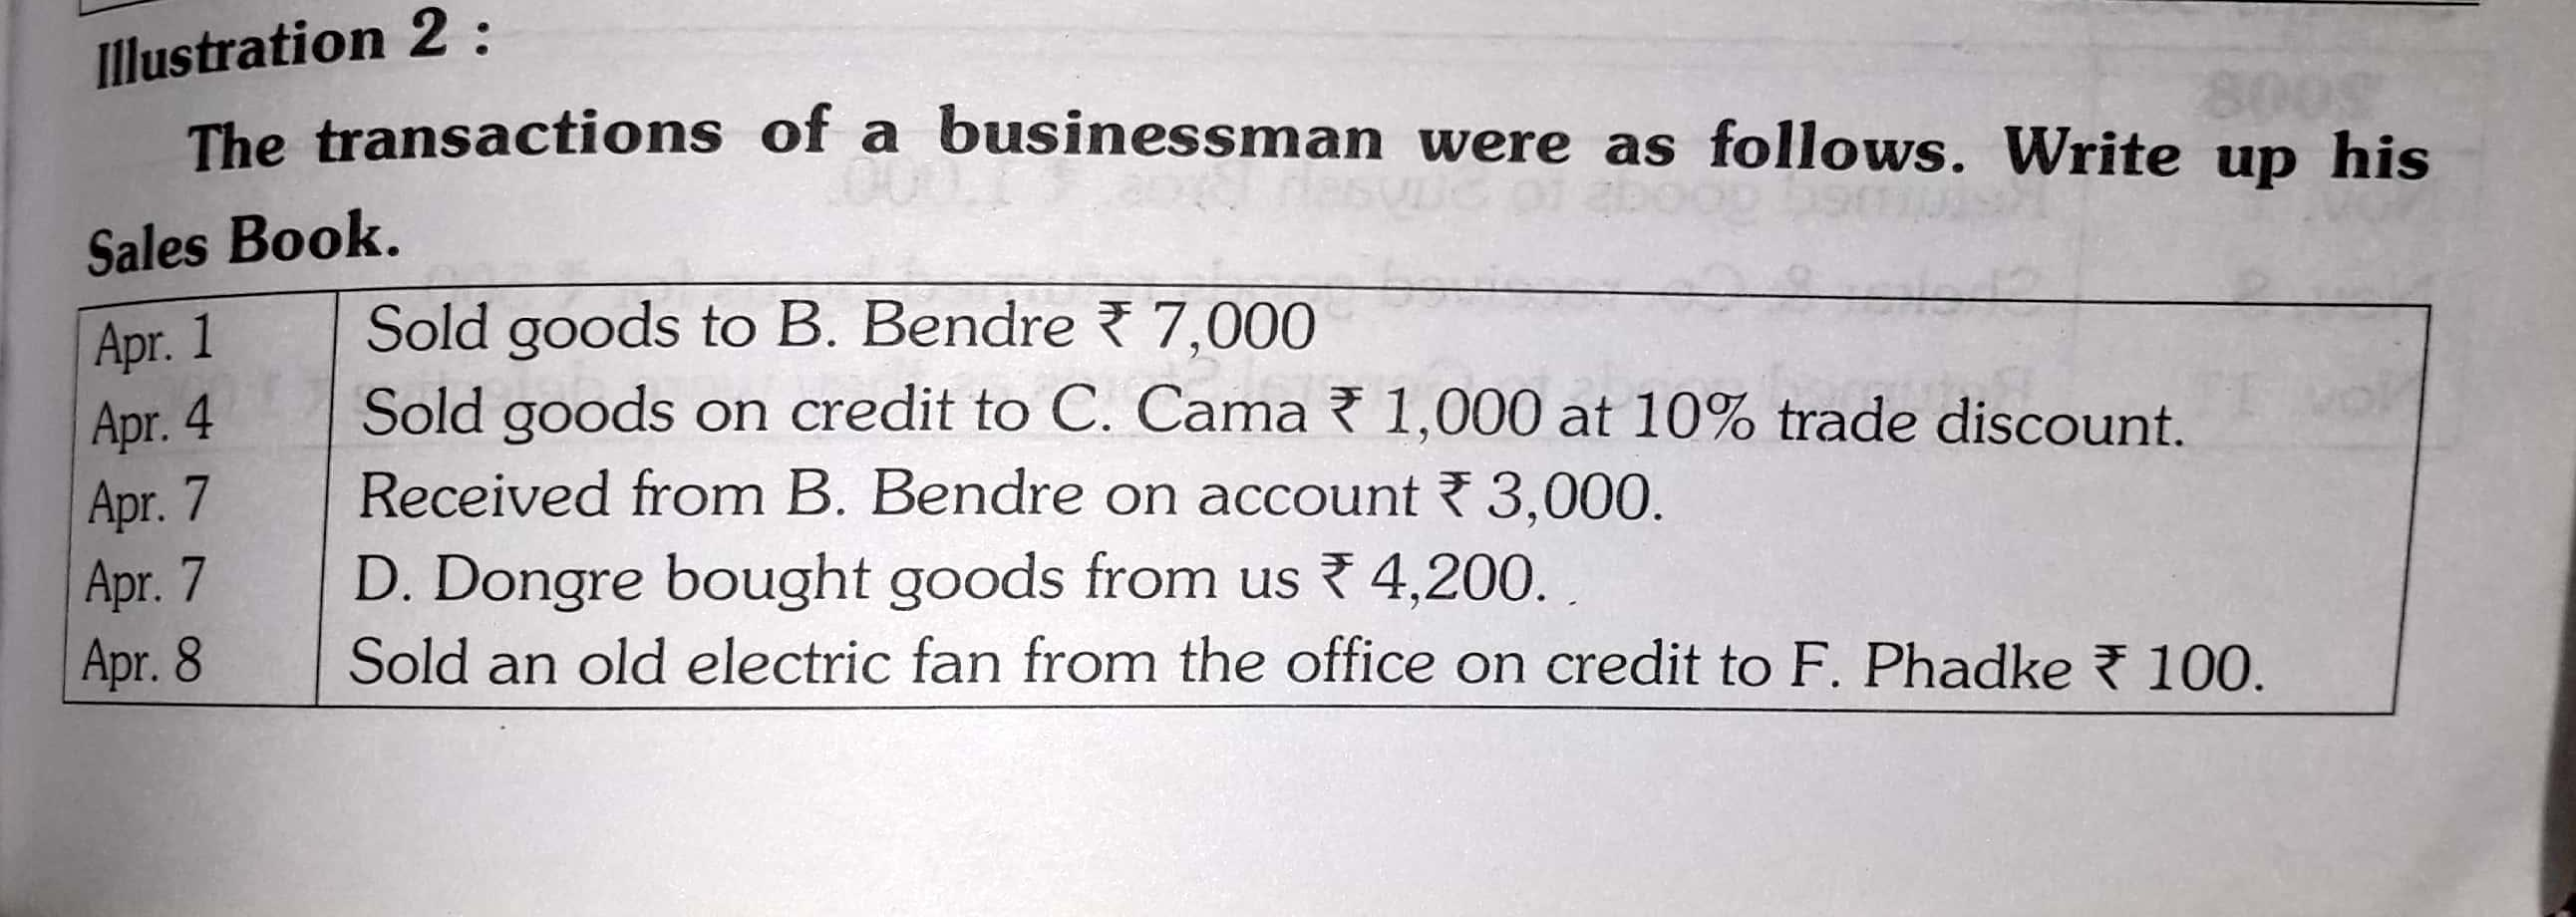 Illustration 2 :
The transactions of a businessman were as follows. Write up his
Sales Book.
Apr. 1 Sold goods to B. Bendre ₹ 7,000
Apr. 4 Sold goods on credit to C. Cama ₹ 1,000 at 10% trade discount.
Apr. 7 Received from B. Bendre on account ₹ 3,000.
Apr. 7 D. Dongre bought goods from us ₹ 4,200.
Apr. 8 Sold an old electric fan from the office on credit to F. Phadke ₹ 100.